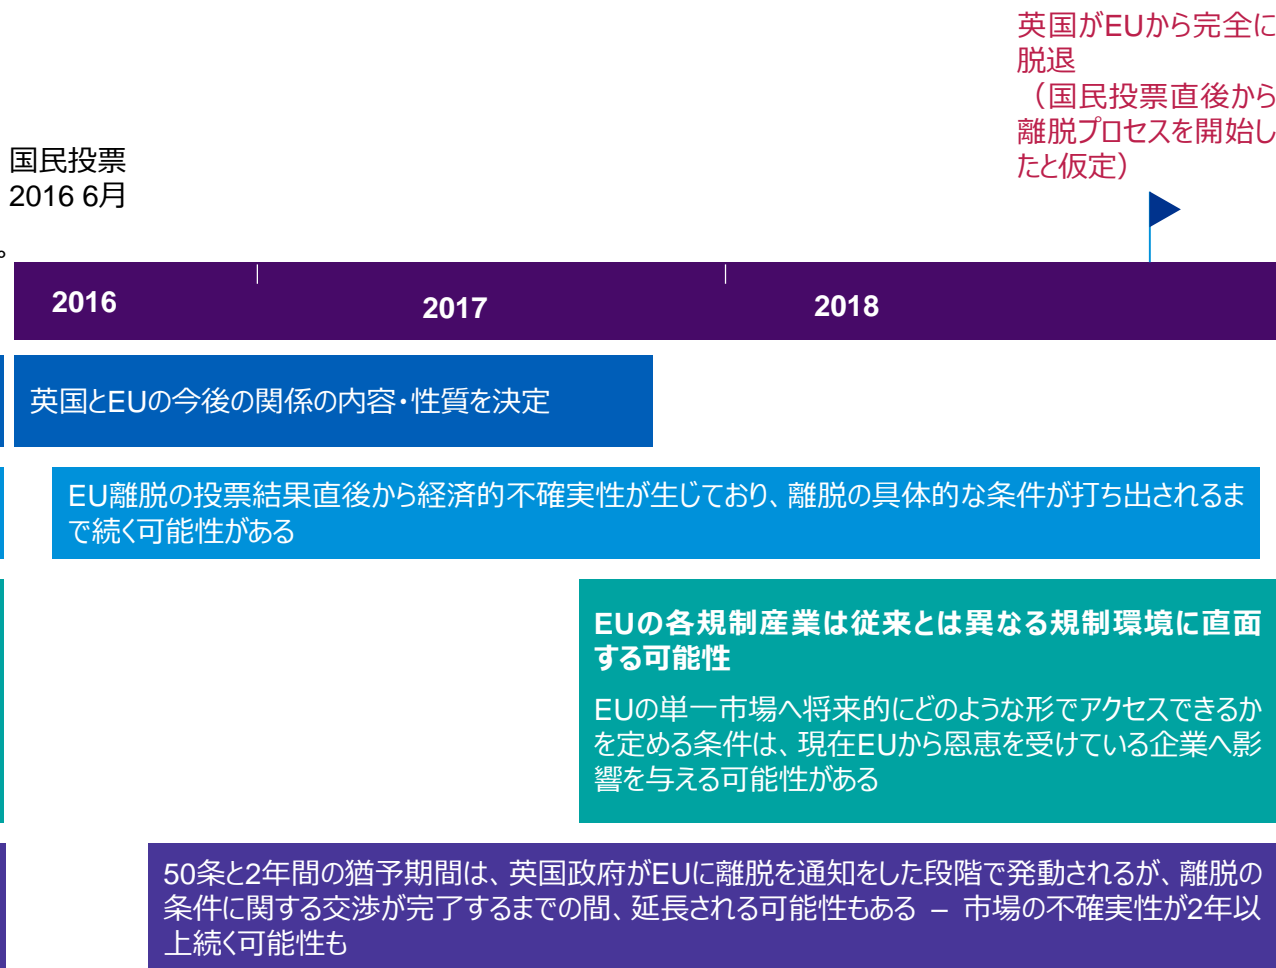 英国がEUから完全に
脱退
（国民投票直後から
離脱プロセスを開始し
たと仮定）
国民投票
2016 6月
。
2016
2017
2018
英国とEUの今後の関係の内容・性質を決定
EU離脱の投票結果直後から経済的不確実性が生じており、離脱の具体的な条件が打ち出されるま
で続く可能性がある
EUの各規制産業は従来とは異なる規制環境に直面
する可能性
EUの単一市場へ将来的にどのような形でアクセスできるか
を定める条件は、現在EUから恩恵を受けている企業へ影
響を与える可能性がある
50条と2年間の猶予期間は、英国政府がEUに離脱を通知をした段階で発動されるが、離脱の
条件に関する交渉が完了するまでの間、延長される可能性もある – 市場の不確実性が2年以
上続く可能性も